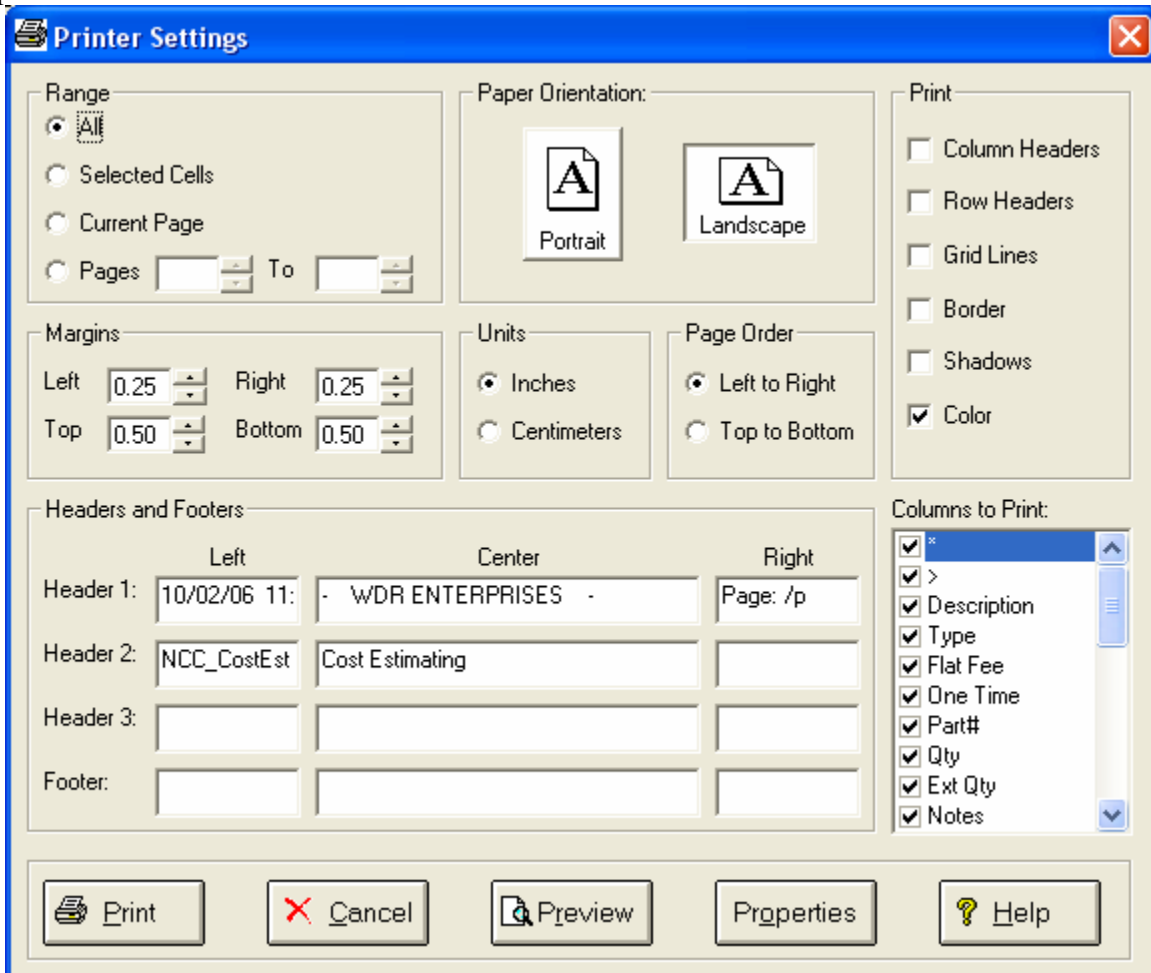 Printer Settings
Range
All
Selected Cells
Current Page
Pages To
Paper Orientation:
A
Portrait
A
Landscape
Print
Column Headers
Row Headers
Grid Lines
Border
Shadows
Color
Margins
Left 0.25 Right 0.25
Top 0.50 Bottom 0.50
Units
Inches
Centimeters
Page Order
Left to Right
Top to Bottom
Headers and Footers
Left Center Right
Header 1: 10/02/06 11: - WDR ENTERPRISES - Page: /p
Header 2: NCC_CostEst Cost Estimating
Header 3:
Footer:
Columns to Print:
*
>
Description
Type
Flat Fee
One Time
Part#
Qty
Ext Qty
Notes
Print Cancel Preview Properties Help